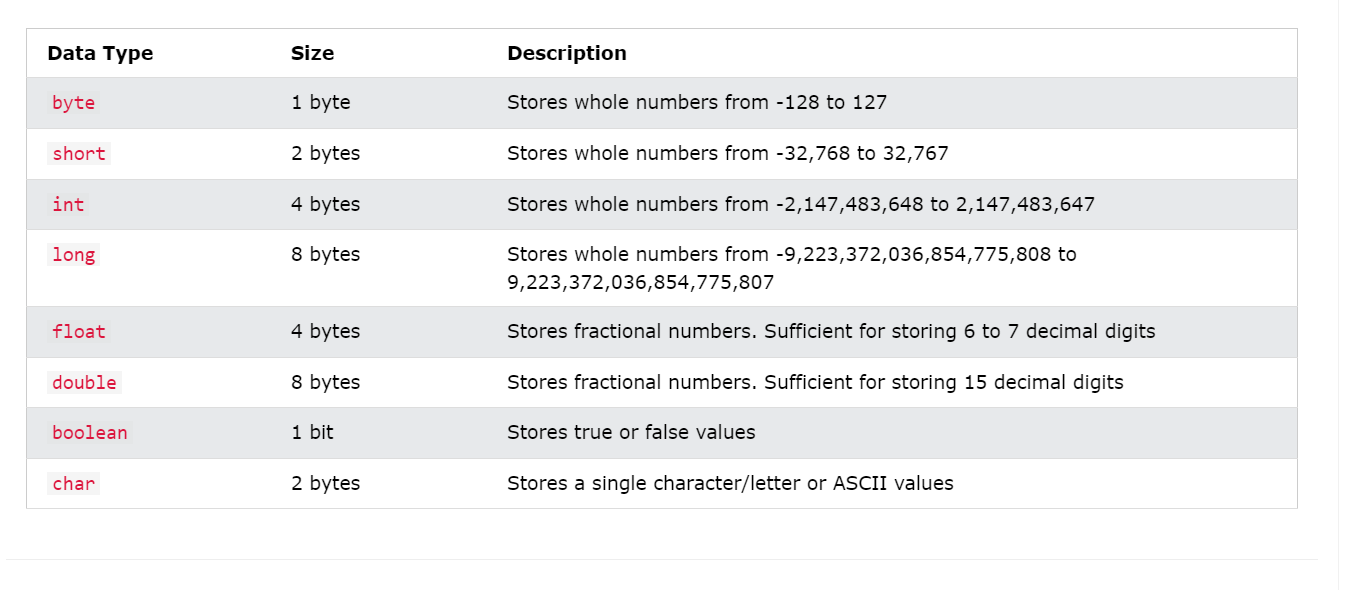 Data Type Size Description
byte 1 byte Stores whole numbers from -128 to 127
short 2 bytes Stores whole numbers from -32,768 to 32,767
int 4 bytes Stores whole numbers from -2,147,483,648 to 2,147,483,647
long 8 bytes Stores whole numbers from -9,223,372,036,854,775,808 to
9,223,372,036,854,775,807
float 4 bytes Stores fractional numbers. Sufficient for storing 6 to 7 decimal digits
double 8 bytes Stores fractional numbers. Sufficient for storing 15 decimal digits
boolean 1 bit Stores true or false values
char 2 bytes Stores a single character/letter or ASCII values